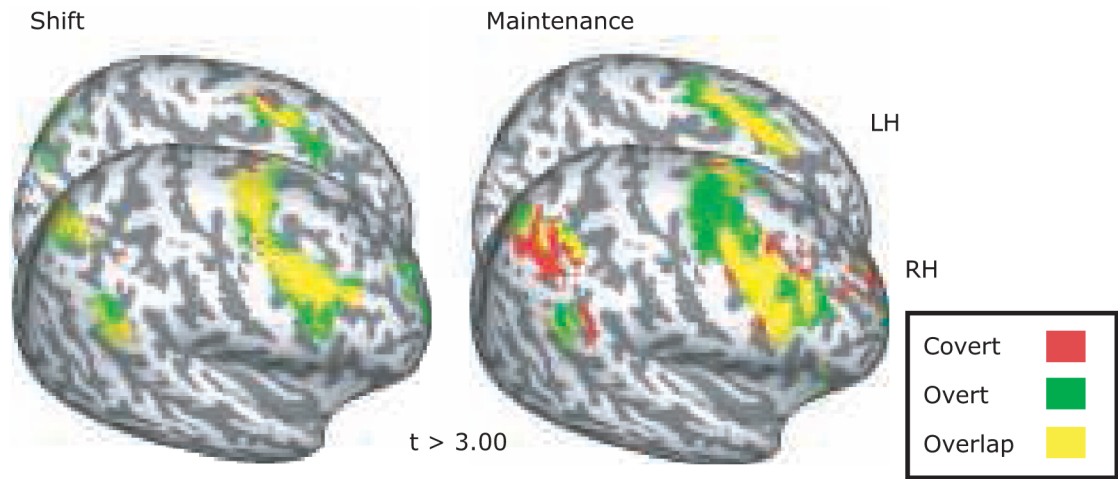 Shift
Maintenance
LH
RH
Covert
Overt
Overlap
t > 3.00